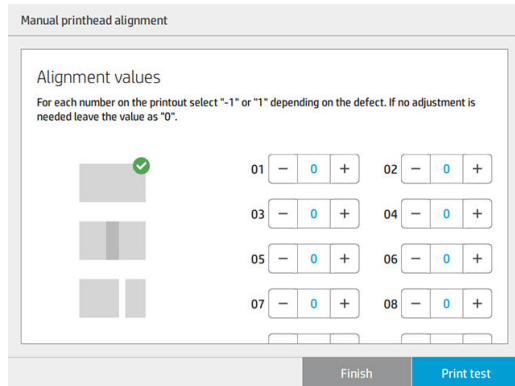 Manual printhead alignment
Alignment values
For each number on the printout select "-1" or "1" depending on the defect. If no adjustment is
needed leave the value as "0".
01 − 0 + 02 − 0 +
03 − 0 + 04 − 0 +
05 − 0 + 06 − 0 +
07 − 0 + 08 − 0 +
Finish Print test